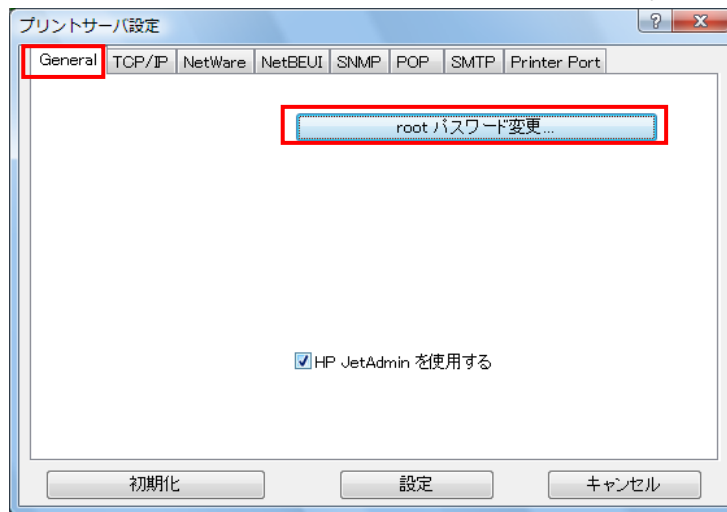 プリントサーバ設定
General TCP/IP NetWare NetBEUI SNMP POP SMTP Printer Port
root パスワード変更...
HP JetAdmin を使用する
初期化 設定 キャンセル